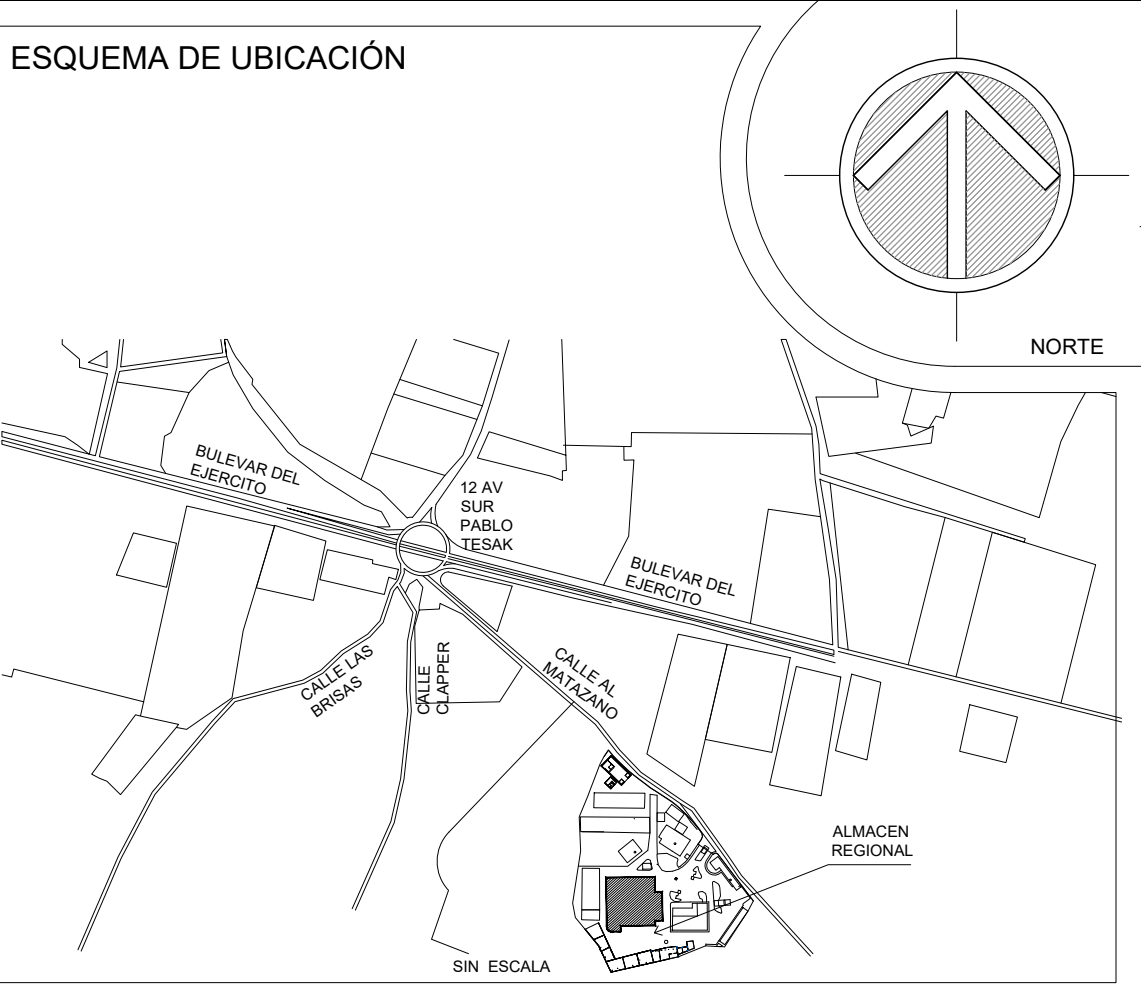 ESQUEMA DE UBICACIÓN
NORTE
BULEVAR DEL
EJERCITO
12 AV
SUR
PABLO
TESAK
BULEVAR DEL
EJERCITO
CALLE LAS
BRISAS
CALLE
CLAPPER
CALLE AL
MATAZANO
ALMACEN
REGIONAL
SIN ESCALA